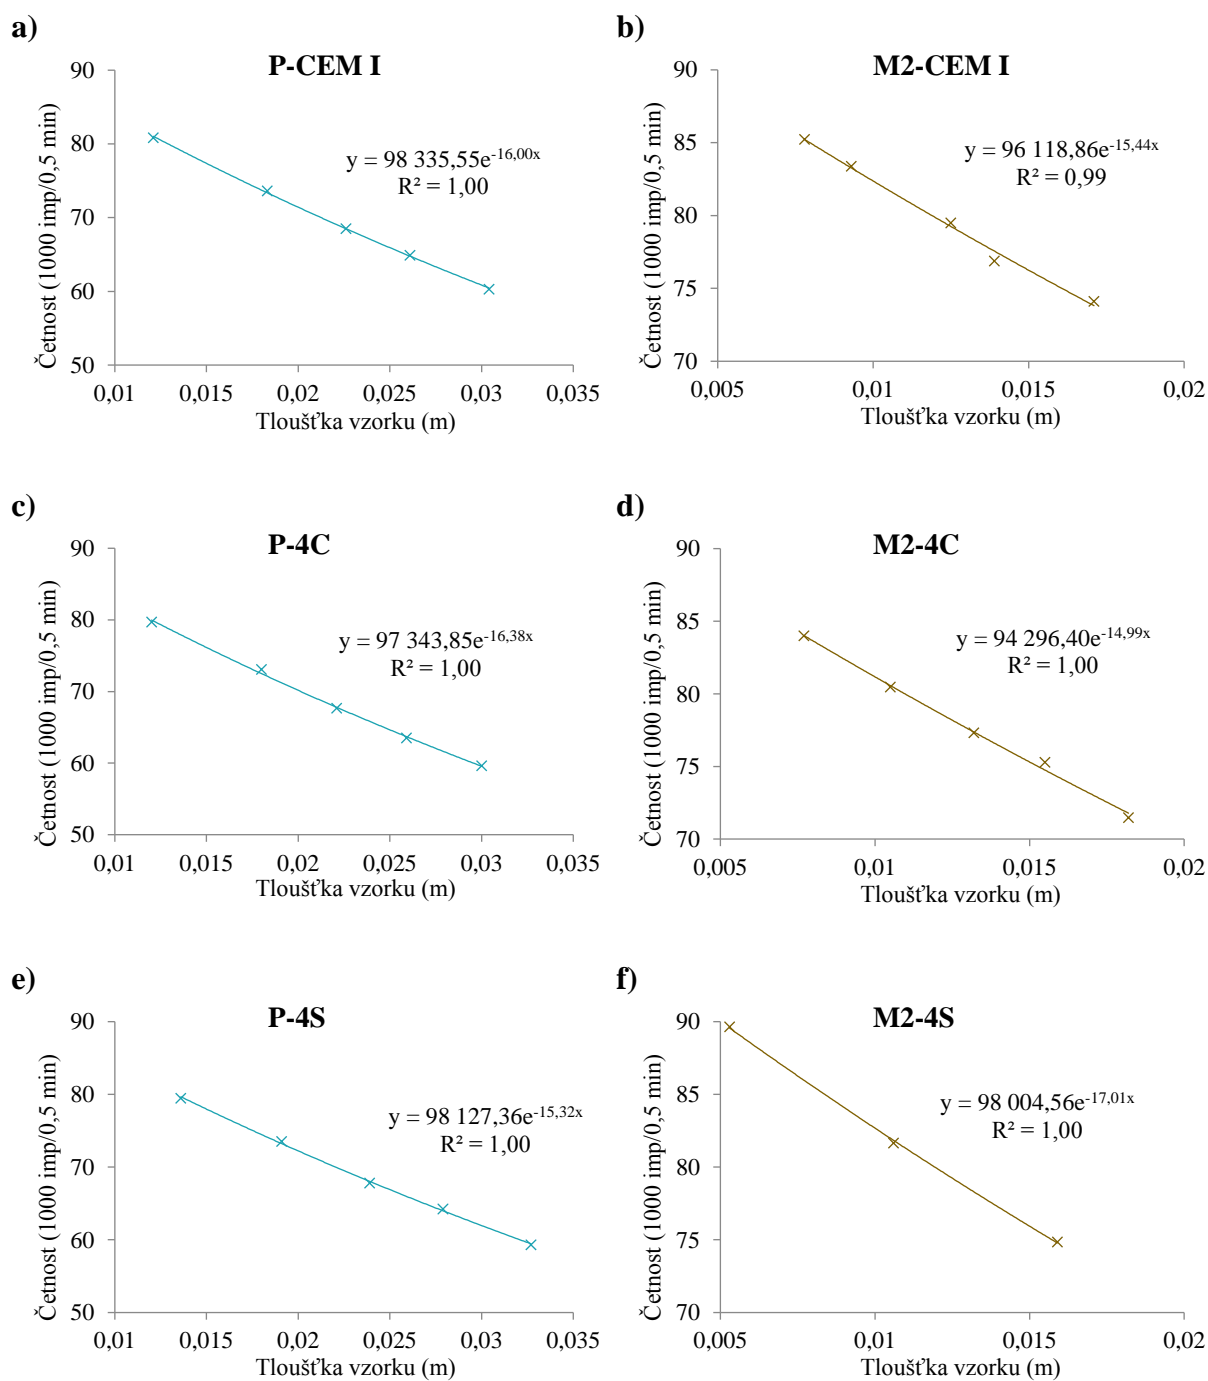 a)
P-CEM I
90
80
70
60
50
Četnost (1000 imp/0,5 min)
y = 98 335,55e-16,00x
R² = 1,00
0,01 0,015 0,02 0,025 0,03 0,035
Tloušťka vzorku (m)
b)
M2-CEM I
90
85
80
75
70
Četnost (1000 imp/0,5 min)
y = 96 118,86e-15,44x
R² = 0,99
0,005 0,01 0,015 0,02
Tloušťka vzorku (m)
c)
P-4C
90
80
70
60
50
Četnost (1000 imp/0,5 min)
y = 97 343,85e-16,38x
R² = 1,00
0,01 0,015 0,02 0,025 0,03 0,035
Tloušťka vzorku (m)
d)
M2-4C
90
85
80
75
70
Četnost (1000 imp/0,5 min)
y = 94 296,40e-14,99x
R² = 1,00
0,005 0,01 0,015 0,02
Tloušťka vzorku (m)
e)
P-4S
90
80
70
60
50
Četnost (1000 imp/0,5 min)
y = 98 127,36e-15,32x
R² = 1,00
0,01 0,015 0,02 0,025 0,03 0,035
Tloušťka vzorku (m)
f)
M2-4S
90
85
80
75
70
Četnost (1000 imp/0,5 min)
y = 98 004,56e-17,01x
R² = 1,00
0,005 0,01 0,015 0,02
Tloušťka vzorku (m)